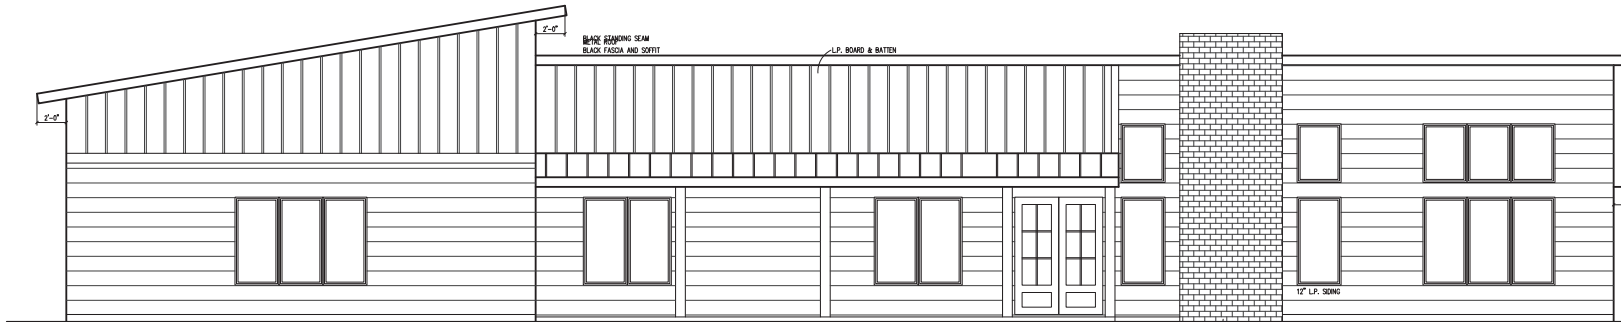 2'-0"
BLACK STANDING SEAM
METAL ROOF
BLACK FASCIA AND SOFFIT
L.P. BOARD & BATTEN
2'-0"
12" L.P. SIDING